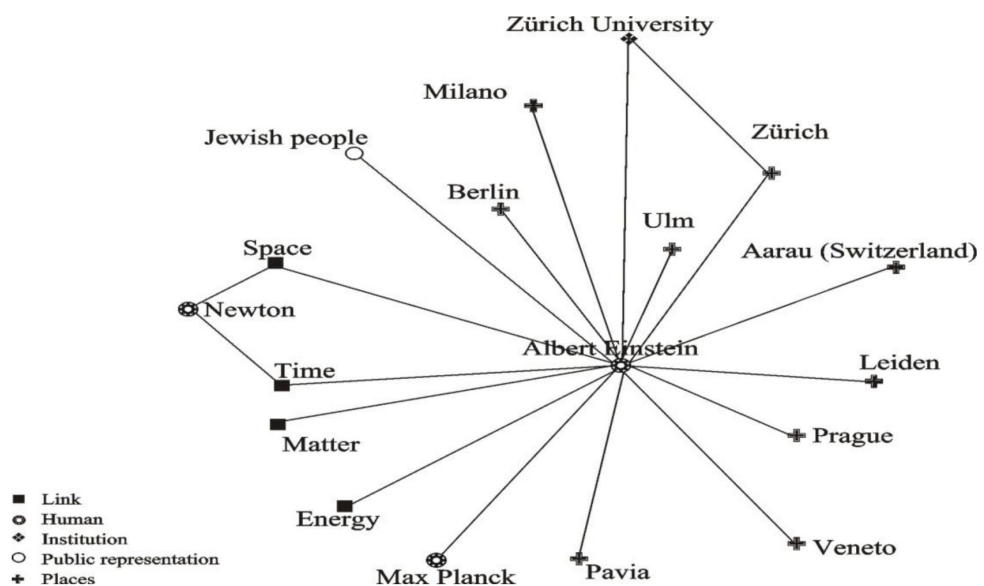 Zürich University
Milano
Zürich
Jewish people
Berlin
Ulm
Space
Aarau (Switzerland)
Newton
Albert Einstein
Time
Leiden
Matter
Prague
Link
Energy
Human
Institution
Veneto
Public representation
Max Planck
Pavia
Places